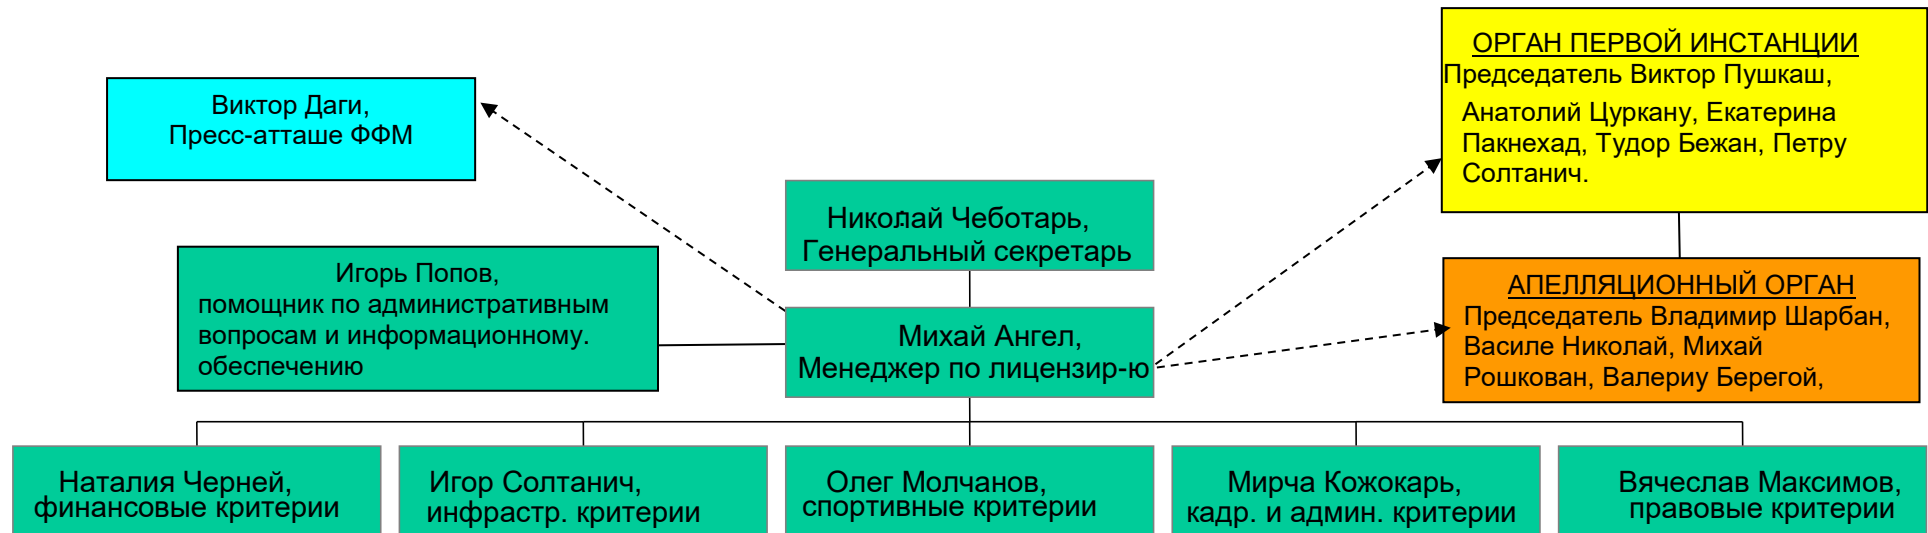 ОРГАН ПЕРВОЙ ИНСТАНЦИИ
Председатель Виктор Пушкаш,
Анатолий Цуркану, Екатерина
Пакнехад, Тудор Бежан, Петру
Солтанич.
Виктор Даги,
Пресс-атташе ФФМ
Николай Чеботарь,
Генеральный секретарь
Игорь Попов,
помощник по административным
вопросам и информационному.
обеспечению
Михай Ангел,
Менеджер по лицензир-ю
АПЕЛЛЯЦИОННЫЙ ОРГАН
Председатель Владимир Шарбан,
Василе Николай, Михай
Рошкован, Валериу Берегой,
Наталия Черней,
финансовые критерии
Игор Солтанич,
инфрастр. критерии
Олег Молчанов,
спортивные критерии
Мирча Кожокарь,
кадр. и админ. критерии
Вячеслав Максимов,
правовые критерии